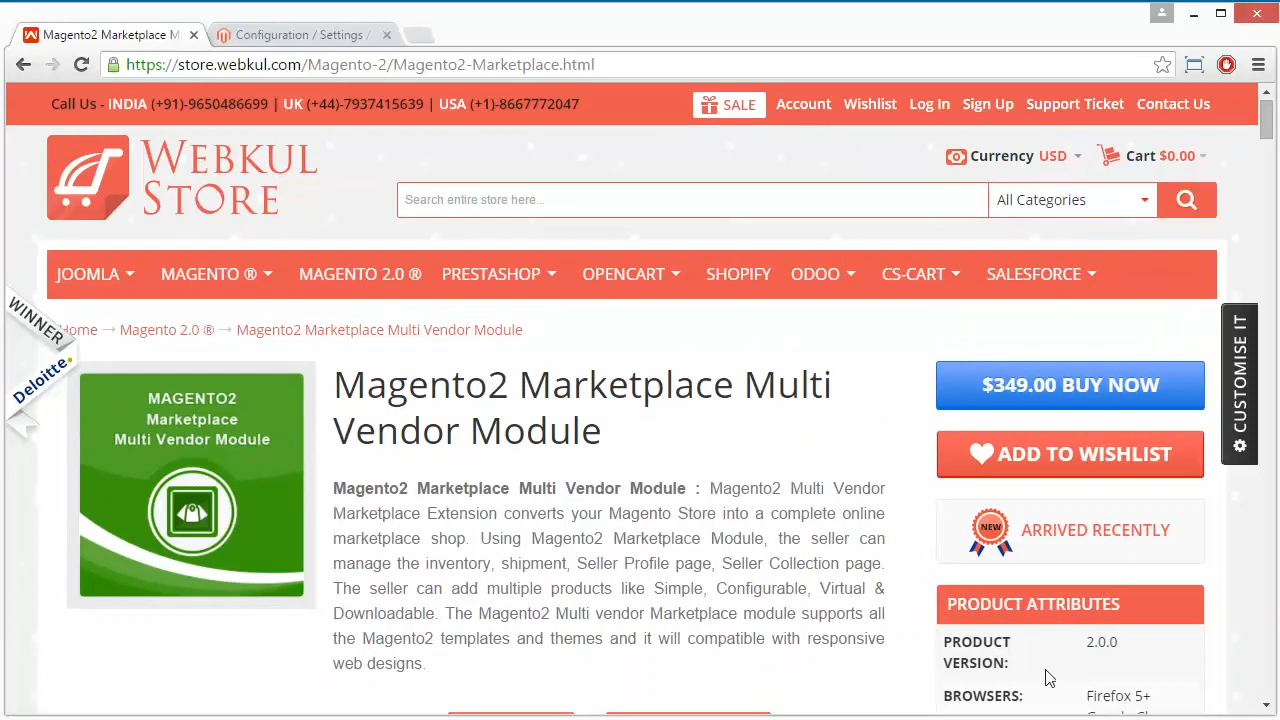 Magento2 Marketplace M
Configuration / Settings /
https://store.webkul.com/Magento-2/Magento2-Marketplace.html
Call Us - INDIA (+91)-9650486699 | UK (+44)-7937415639 | USA (+1)-8667772047
SALE Account Wishlist Log In Sign Up Support Ticket Contact Us
WEBKUL
STORE
Currency USD Cart $0.00
Search entire store here...
All Categories
JOOMLA MAGENTO ® MAGENTO 2.0 ® PRESTASHOP OPENCART SHOPIFY ODOO CS-CART SALESFORCE
WINNER
Deloitte.
Home → Magento 2.0 ® → Magento2 Marketplace Multi Vendor Module
MAGENTO2
Marketplace
Multi Vendor Module
Magento2 Marketplace Multi
Vendor Module
Magento2 Marketplace Multi Vendor Module : Magento2 Multi Vendor
Marketplace Extension converts your Magento Store into a complete online
marketplace shop. Using Magento2 Marketplace Module, the seller can
manage the inventory, shipment, Seller Profile page, Seller Collection page.
The seller can add multiple products like Simple, Configurable, Virtual &
Downloadable. The Magento2 Multi vendor Marketplace module supports all
the Magento2 templates and themes and it will compatible with responsive
web designs.
$349.00 BUY NOW
ADD TO WISHLIST
NEW
ARRIVED RECENTLY
PRODUCT ATTRIBUTES
PRODUCT 2.0.0
VERSION:
BROWSERS: Firefox 5+
CUSTOMISE IT